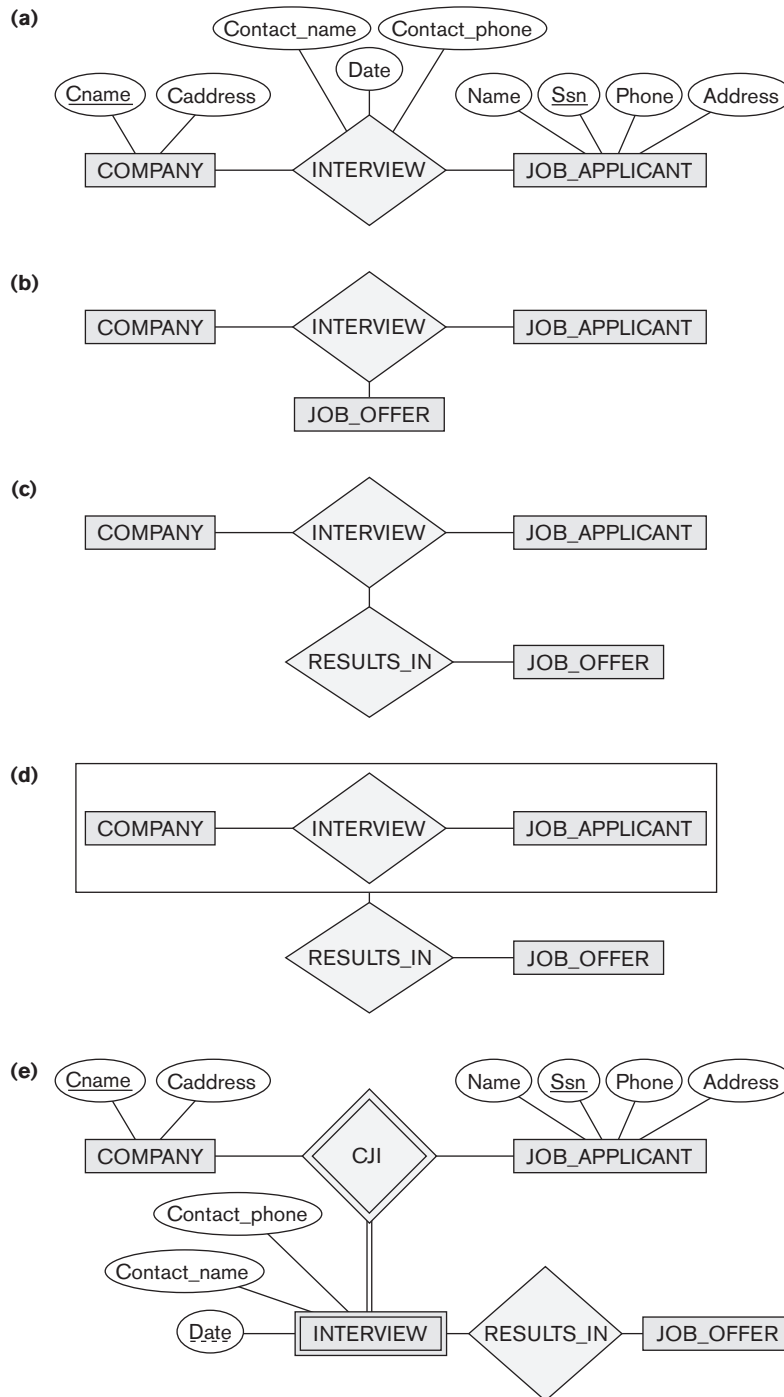 (a)
Contact_name Contact_phone
Date
Cname Caddress Name Ssn Phone Address
COMPANY INTERVIEW JOB_APPLICANT
(b)
COMPANY INTERVIEW JOB_APPLICANT
JOB_OFFER
(c)
COMPANY INTERVIEW JOB_APPLICANT
RESULTS_IN JOB_OFFER
(d)
COMPANY INTERVIEW JOB_APPLICANT
RESULTS_IN JOB_OFFER
(e)
Cname Caddress Name Ssn Phone Address
COMPANY CJI JOB_APPLICANT
Contact_phone
Contact_name
Date INTERVIEW RESULTS_IN JOB_OFFER